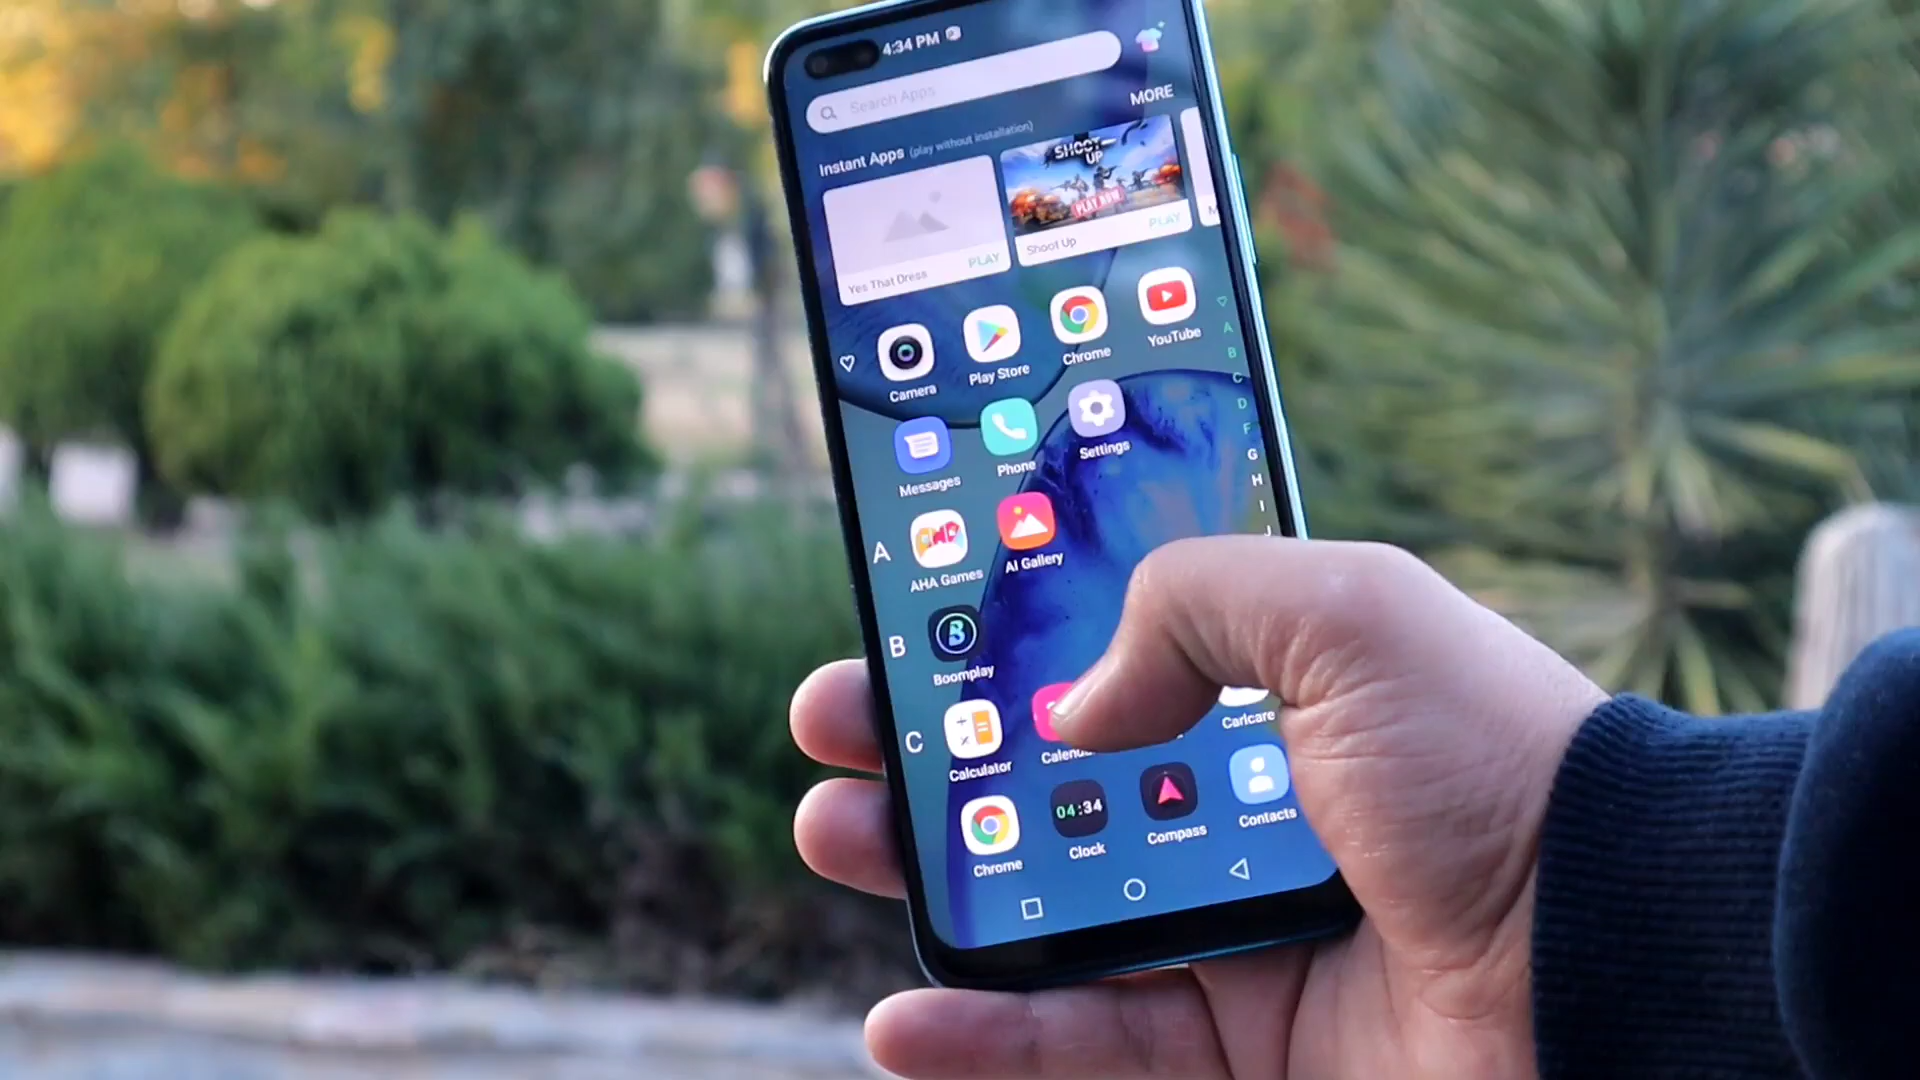 4:34 PM
Search Apps
MORE
Instant Apps (play without installation)
SHOOT UP
PLAY NOW
Yes That Dress PLAY
Shoot Up PLAY
M
Camera Play Store Chrome YouTube
Messages Phone Settings
A
AHA Games AI Gallery
B
Boomplay
C
Calculator Calend Carlcare
04:34
Chrome Clock Compass Contacts
A
B
C
D
F
G
H
I
J